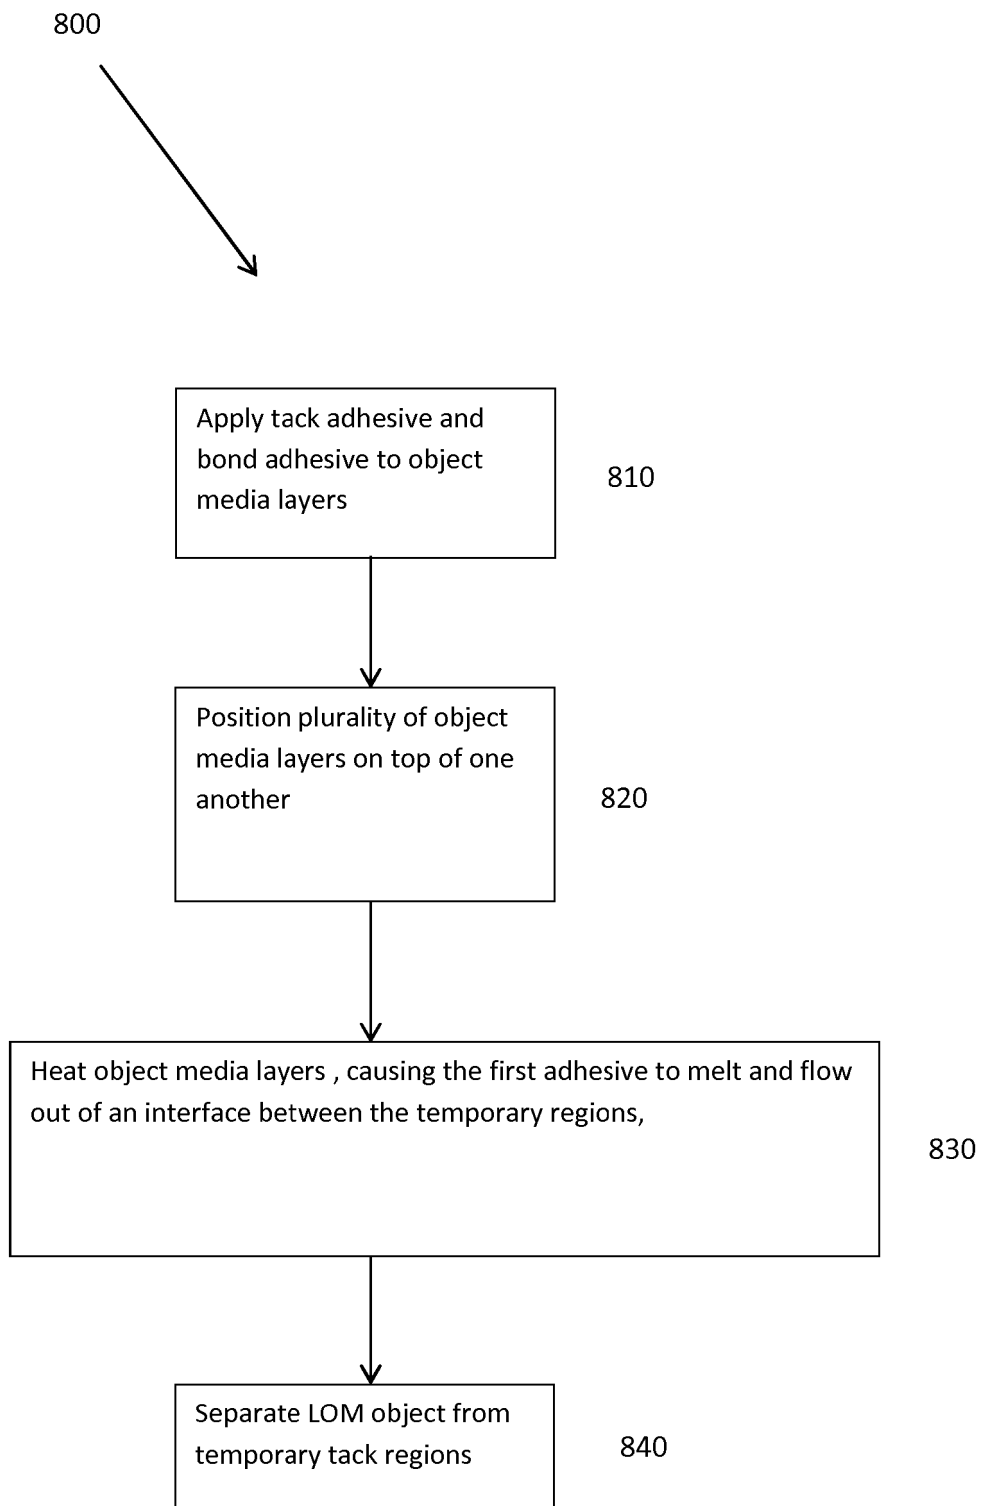 800
Apply tack adhesive and
bond adhesive to object
media layers
810
Position plurality of object
media layers on top of one
another
820
Heat object media layers , causing the first adhesive to melt and flow
out of an interface between the temporary regions,
830
Separate LOM object from
temporary tack regions
840